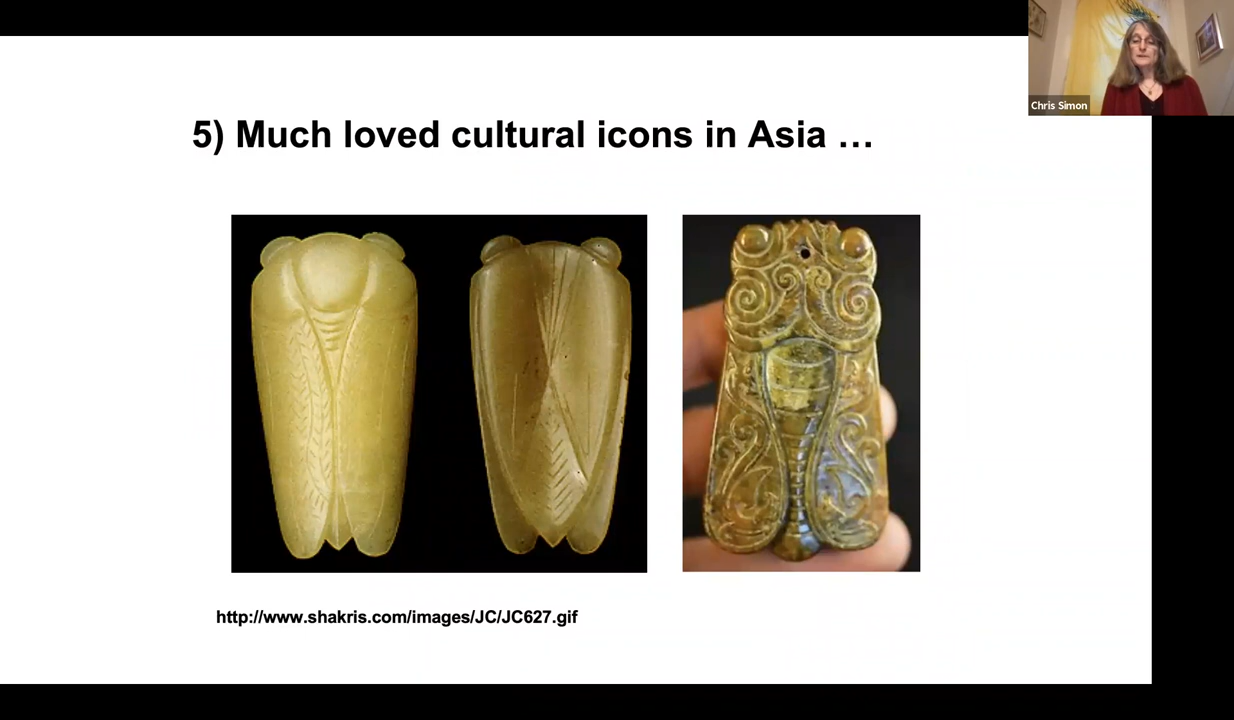 Chris Simon
5) Much loved cultural icons in Asia …
http://www.shakris.com/images/JC/JC627.gif